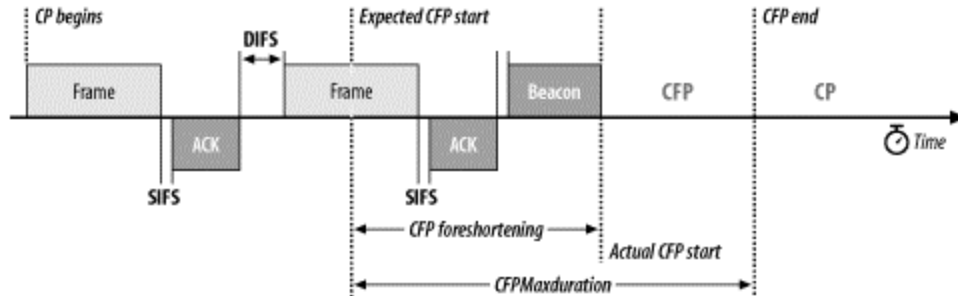 CP begins
Expected CFP start
CFP end
DIFS
Frame
Frame
Beacon
CFP
CP
ACK
ACK
Time
SIFS
SIFS
CFP foreshortening
Actual CFP start
CFPMaxduration